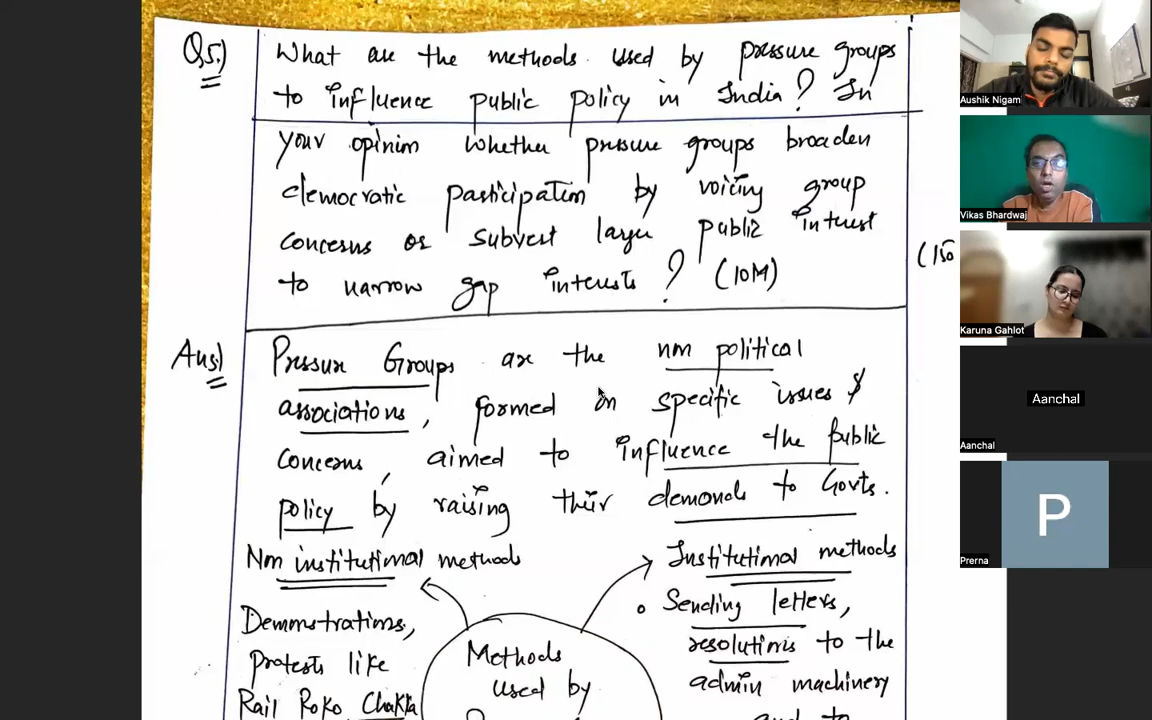 Q5.)
What are the methods used by pressure groups
to influence public policy in India? In
your opinion whether pressure groups broaden
democratic participation by voicing group
concerns or subvert larger public interest
to narrow gap interests? (10M)
(150
Ans)
Pressure Groups are the non political
associations, formed on specific issues &
concerns, aimed to influence the public
policy by raising their demands to Govts.
Non institutional methods
Demonstrations,
Protests like
Rail Roko Chakka
Methods
used by
Institutional methods
• Sending letters,
resolutions to the
admin machinery
and to
Aushik Nigam
Vikas Bhardwaj
Karuna Gahlot
Aanchal
Aanchal
P
Prerna